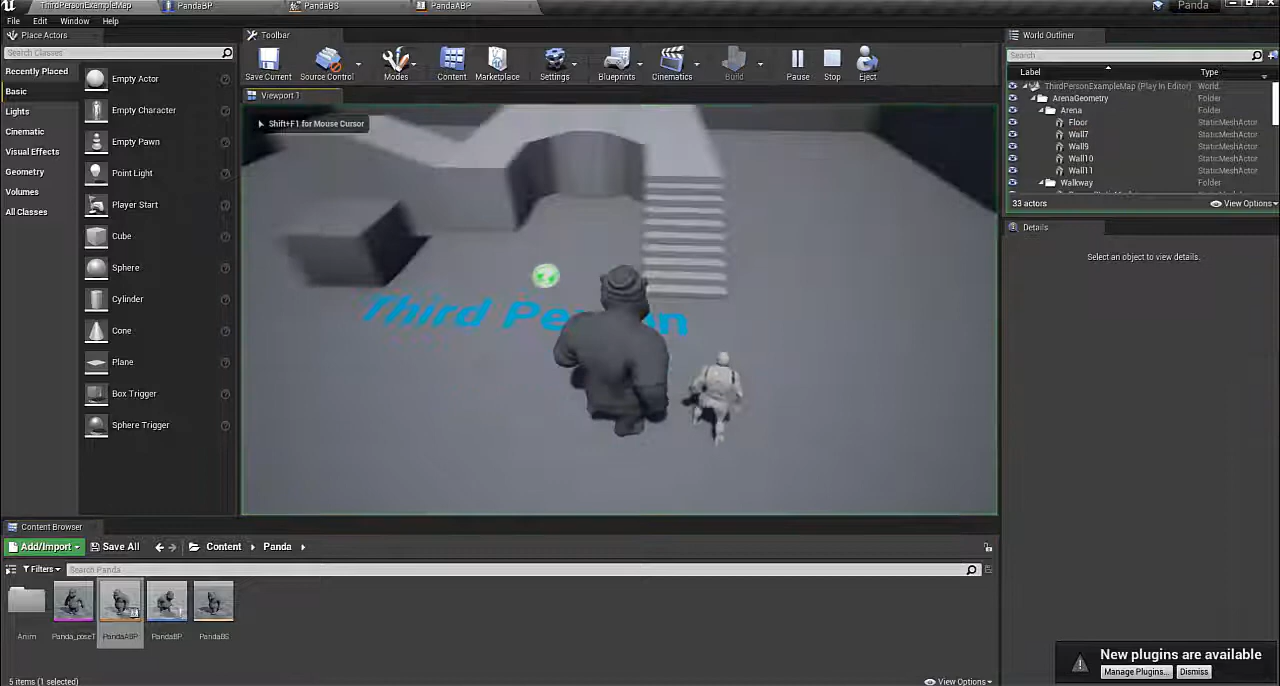 ThirdPersonExampleMap
PandaBP
PandaBS
PandaABP
Panda
File
Edit
Window
Help
Place Actors
Search Classes
Recently Placed
Basic
Lights
Cinematic
Visual Effects
Geometry
Volumes
All Classes
Empty Actor
Empty Character
Empty Pawn
Point Light
Player Start
Cube
Sphere
Cylinder
Cone
Plane
Box Trigger
Sphere Trigger
Toolbar
Save Current
Source Control
Modes
Content
Marketplace
Settings
Blueprints
Cinematics
Build
Pause
Stop
Eject
Viewport 1
Shift+F1 for Mouse Cursor
Third Pe n
World Outliner
Search
Label Type
ThirdPersonExampleMap (Play In Editor) World
ArenaGeometry Folder
Arena Folder
Floor StaticMeshActor
Wall7 StaticMeshActor
Wall9 StaticMeshActor
Wall10 StaticMeshActor
Wall11 StaticMeshActor
Walkway Folder
33 actors
View Options
Details
Select an object to view details.
Content Browser
Add/Import
Save All
Content
Panda
Filters
Search Panda
Anim
Panda_poseT
PandaABP
PandaBP
PandaBS
5 items (1 selected)
View Options
New plugins are available
Manage Plugins...
Dismiss